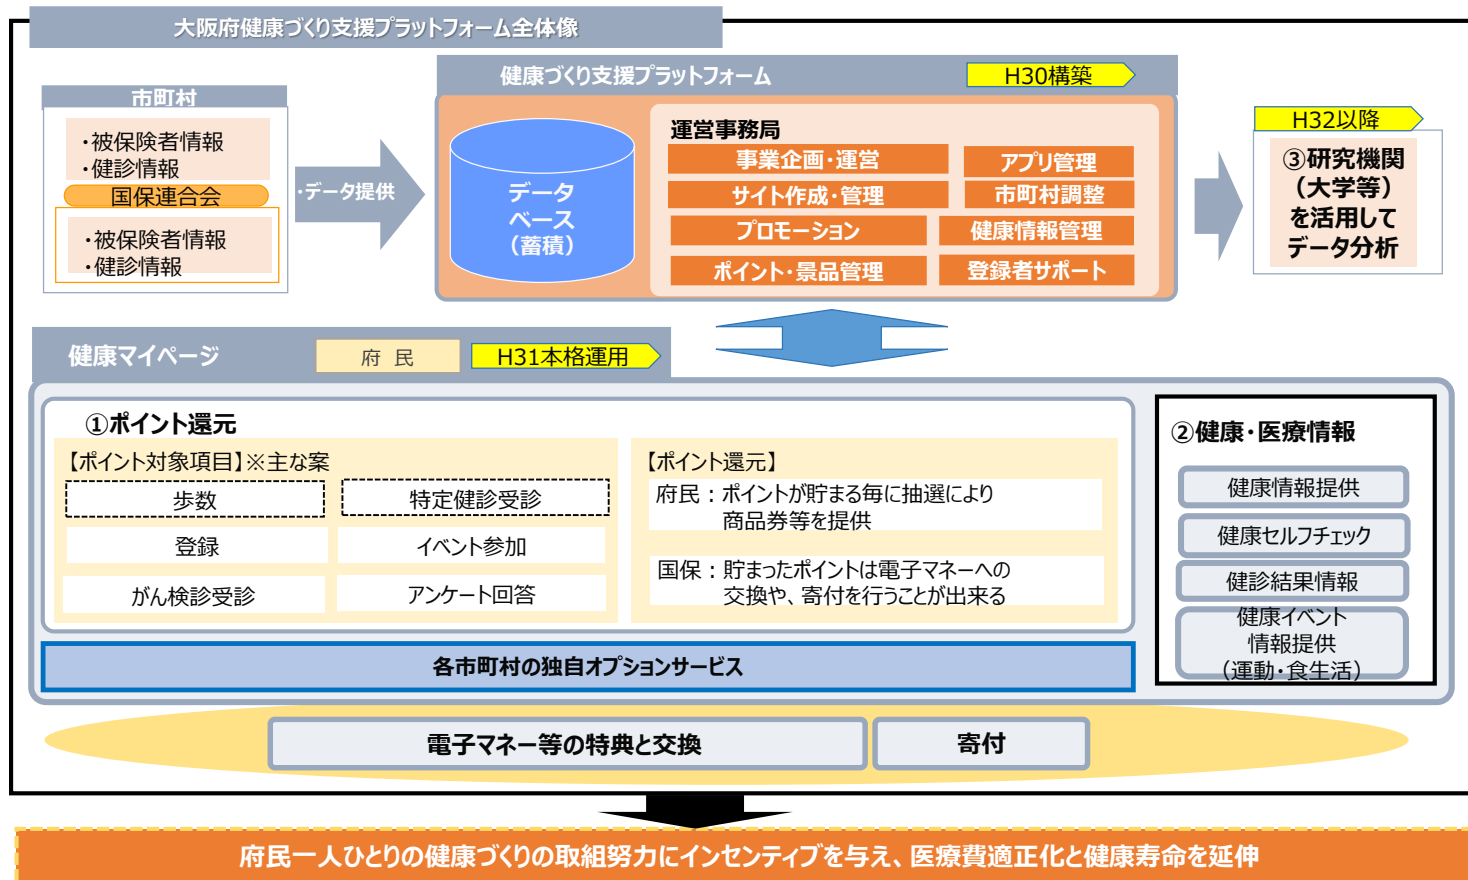 大阪府健康づくり支援プラットフォーム全体像
市町村
・被保険者情報
・健診情報
国保連合会
・被保険者情報
・健診情報
・データ提供
健康づくり支援プラットフォーム
H30構築
データ
ベース
（蓄積）
運営事務局
事業企画・運営
アプリ管理
サイト作成・管理
市町村調整
プロモーション
健康情報管理
ポイント・景品管理
登録者サポート
H32以降
③研究機関
（大学等）
を活用して
データ分析
健康マイページ
府 民
H31本格運用
①ポイント還元
【ポイント対象項目】※主な案
歩数
特定健診受診
登録
イベント参加
がん検診受診
アンケート回答
【ポイント還元】
府民：ポイントが貯まる毎に抽選により
商品券等を提供
国保：貯まったポイントは電子マネーへの
交換や、寄付を行うことが出来る
②健康・医療情報
健康情報提供
健康セルフチェック
健診結果情報
健康イベント
情報提供
（運動・食生活）
各市町村の独自オプションサービス
電子マネー等の特典と交換
寄付
府民一人ひとりの健康づくりの取組努力にインセンティブを与え、医療費適正化と健康寿命を延伸